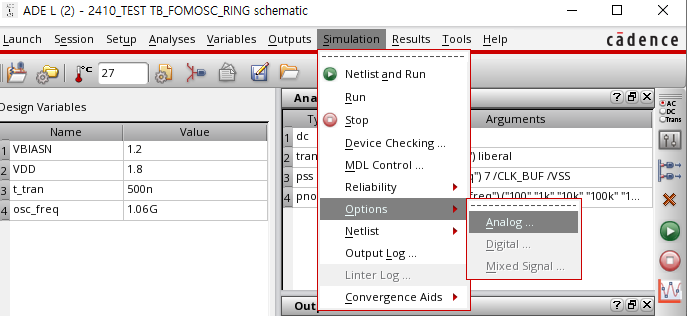 ADE L (2) - 2410_TEST TB_FOMOSC_RING schematic
Launch Session Setup Analyses Variables Outputs Simulation Results Tools Help
cādence
27
Design Variables
Name Value
1 VBIASN 1.2
2 VDD 1.8
3 t_tran 500n
4 osc_freq 1.06G
Netlist and Run
Run
Stop
Device Checking ...
MDL Control ...
Reliability
Options
Netlist
Output Log ...
Linter Log ...
Convergence Aids
Analog ...
Digital ...
Mixed Signal ...
Ana
Ty Arguments
1 dc
2 tran ") liberal
3 pss q") 7 /CLK_BUF /VSS
4 pno freq") ("100" "1k" "10k" "100k" "1...
Out
AC
DC
Trans